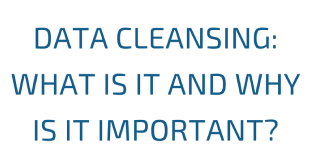 DATA CLEANSING:
WHAT IS IT AND WHY
IS IT IMPORTANT?